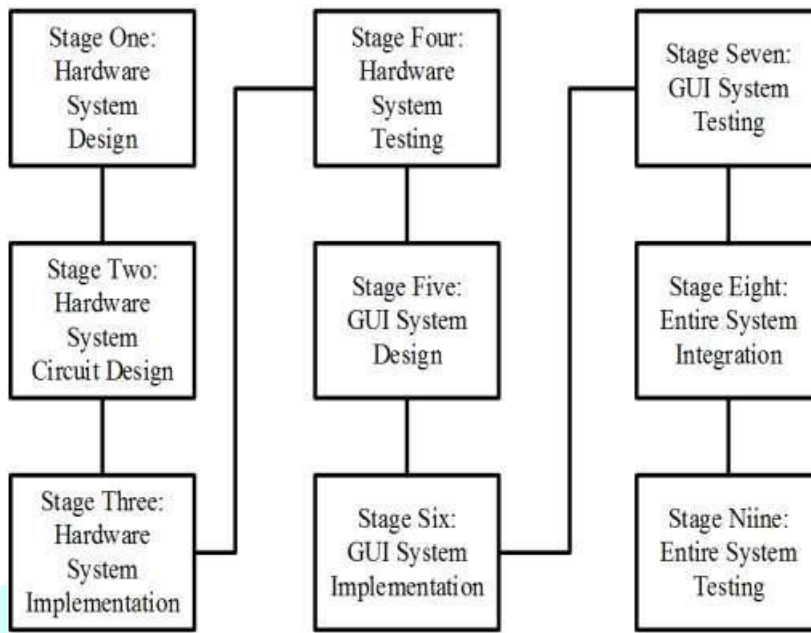 Stage One:
Hardware
System
Design
Stage Two:
Hardware
System
Circuit Design
Stage Three:
Hardware
System
Implementation
Stage Four:
Hardware
System
Testing
Stage Five:
GUI System
Design
Stage Six:
GUI System
Implementation
Stage Seven:
GUI System
Testing
Stage Eight:
Entire System
Integration
Stage Niine:
Entire System
Testing